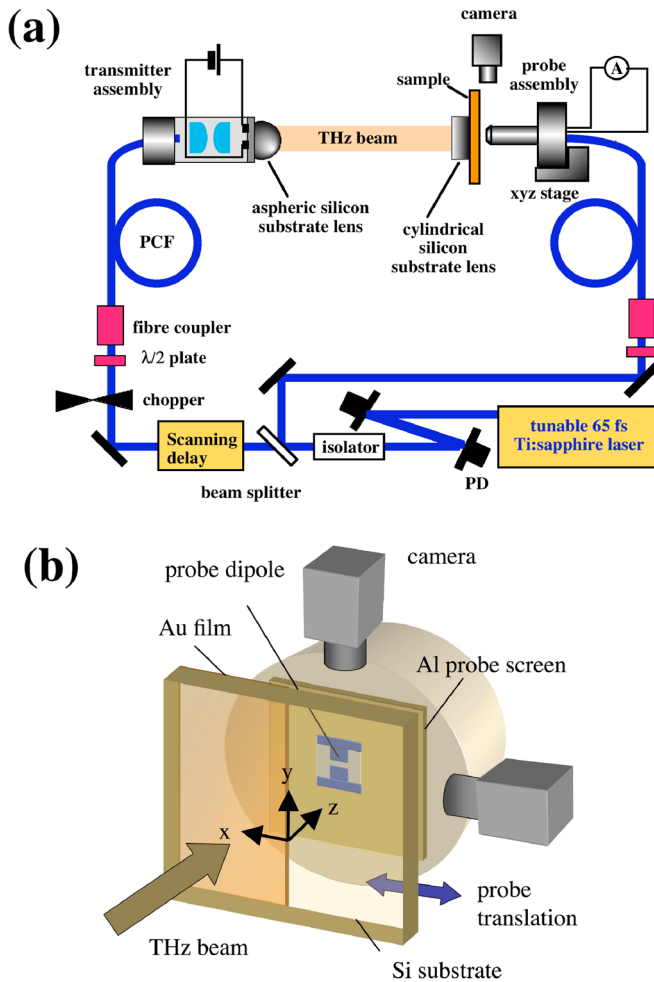 (a)
camera
transmitter
assembly
sample
probe
assembly
A
THz beam
xyz stage
aspheric silicon
substrate lens
cylindrical
silicon
substrate lens
PCF
fibre coupler
λ/2 plate
chopper
Scanning
delay
beam splitter
isolator
PD
tunable 65 fs
Ti:sapphire laser
(b)
probe dipole
camera
Au film
Al probe screen
y
z
x
probe
translation
THz beam
Si substrate